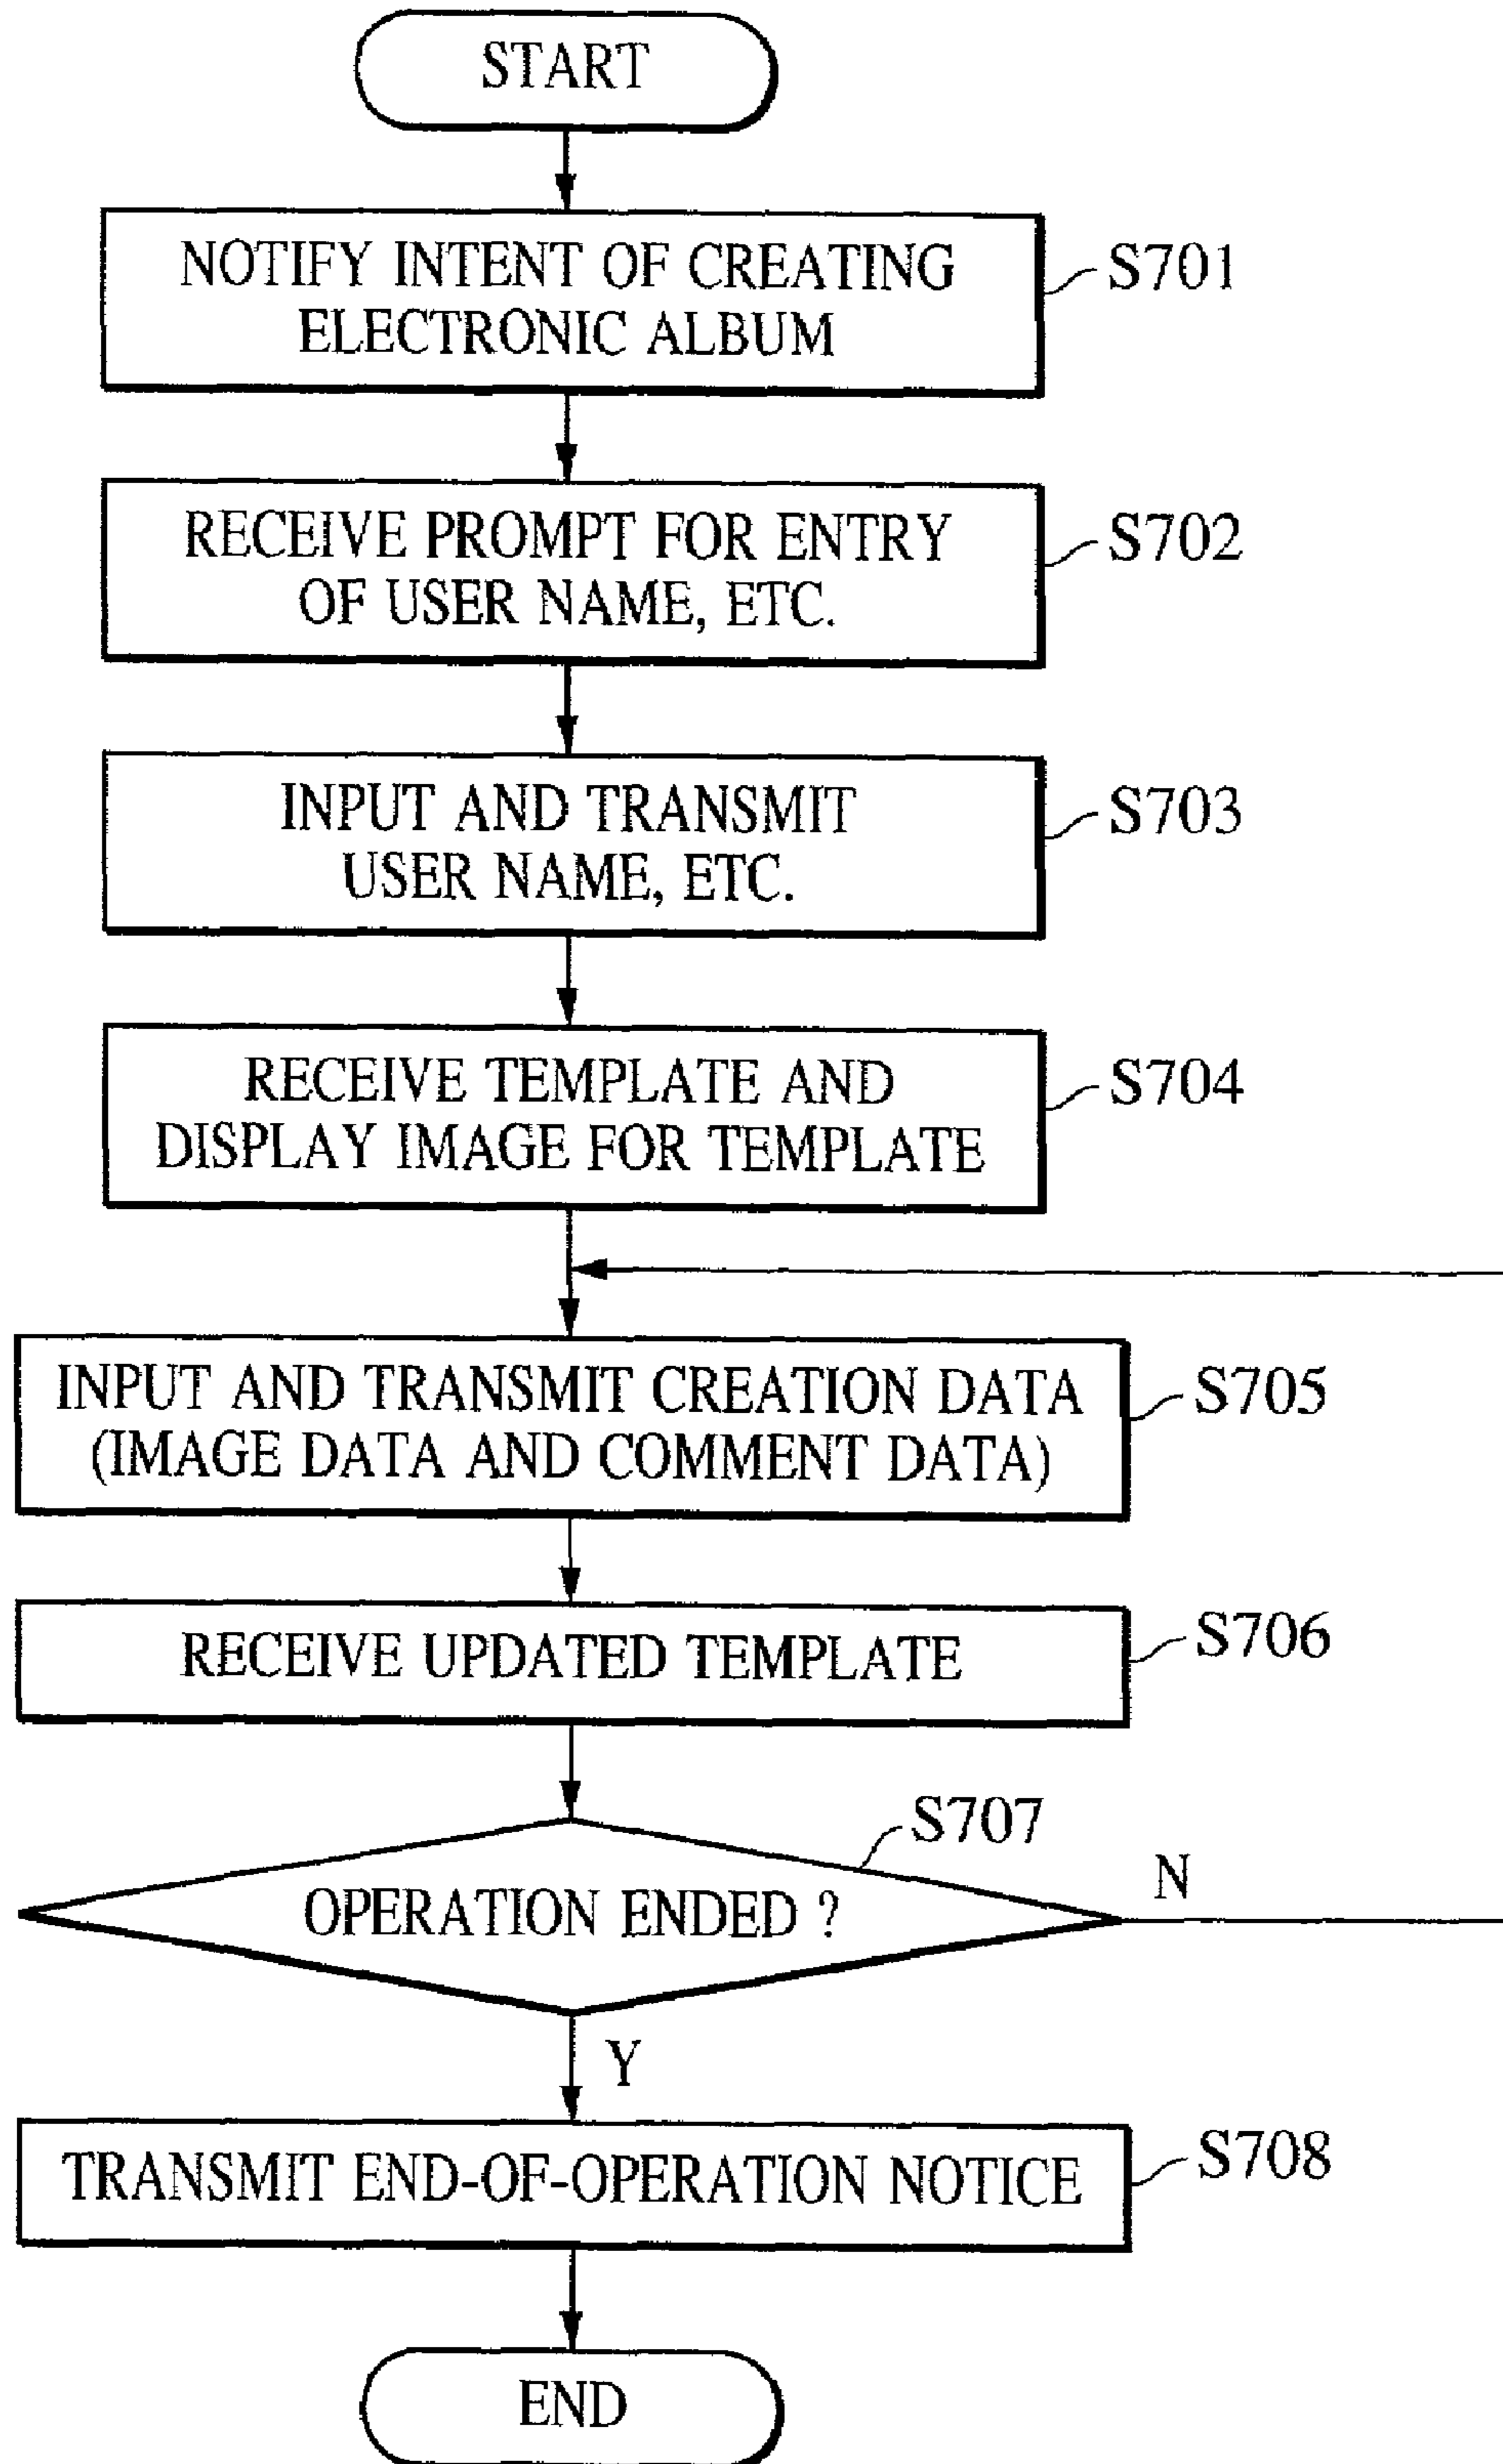 START
NOTIFY INTENT OF CREATING
ELECTRONIC ALBUM
S701
RECEIVE PROMPT FOR ENTRY
OF USER NAME, ETC.
S702
INPUT AND TRANSMIT
USER NAME, ETC.
S703
RECEIVE TEMPLATE AND
DISPLAY IMAGE FOR TEMPLATE
S704
INPUT AND TRANSMIT CREATION DATA
(IMAGE DATA AND COMMENT DATA)
S705
RECEIVE UPDATED TEMPLATE
S706
S707
OPERATION ENDED ?
N
Y
TRANSMIT END-OF-OPERATION NOTICE
S708
END